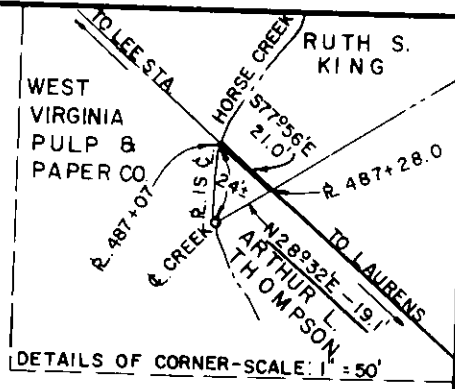 TO LEE STA.
HORSE CREEK
RUTH S.
KING
WEST
VIRGINIA
PULP &
PAPER CO.
S77°56'E
21.0'
℞ 487+28.0
℞ 487+07
℞ IS ℄
24'±
℄ CREEK
N28°32'E-19.1'
ARTHUR L.
THOMPSON
TO LAURENS
DETAILS OF CORNER-SCALE: 1" = 50'